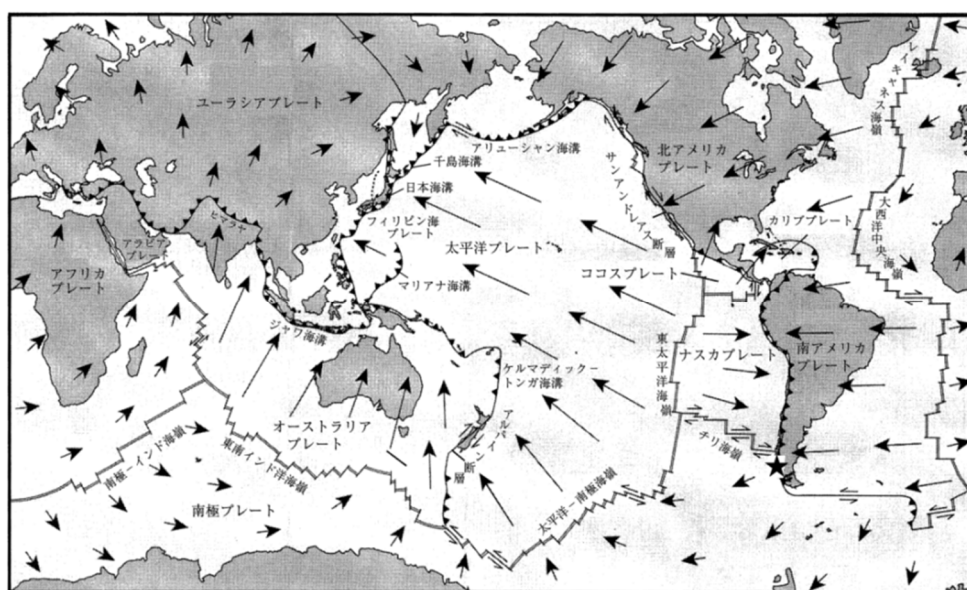 ユーラシアプレート
アリューシャン海溝
千島海溝
日本海溝
フィリピン海
プレート
太平洋プレート
マリアナ海溝
ヒマラヤ
アラビア
プレート
アフリカ
プレート
ジャワ海溝
オーストラリア
プレート
ケルマディックー
トンガ海溝
アルパイン
断層
南極ーインド海嶺
東南インド洋海嶺
南極プレート
太平洋ー南極海嶺
サンアンドレアス断層
北アメリカ
プレート
カリブプレート
ココスプレート
東太平洋海嶺
ナスカプレート
南アメリカ
プレート
チリ海嶺
レイキャネス海嶺
大西洋中央海嶺